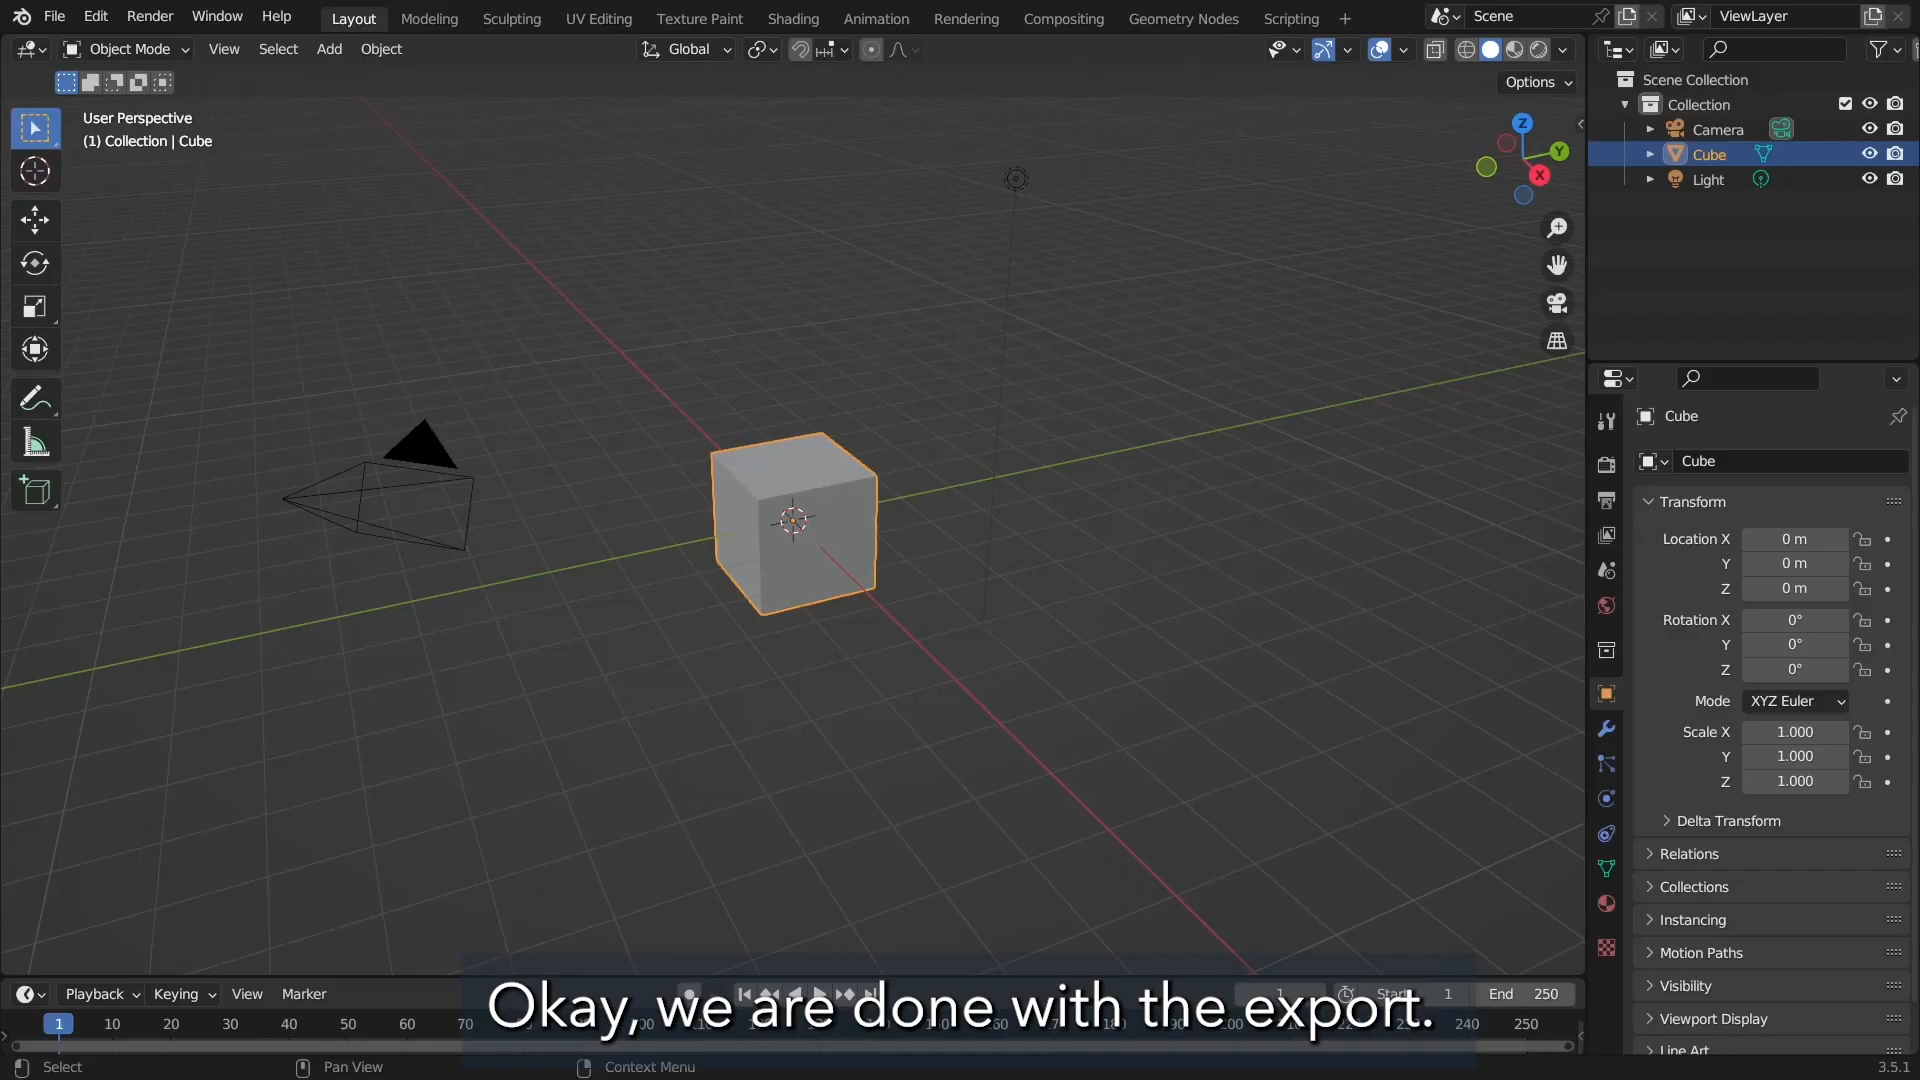 File Edit Render Window Help Layout Modeling Sculpting UV Editing Texture Paint Shading Animation Rendering Compositing Geometry Nodes Scripting + Scene ViewLayer
Object Mode View Select Add Object Global
Options
User Perspective
(1) Collection | Cube
Z
Y
X
Scene Collection
Collection
Camera
Cube
Light
Cube
Cube
Transform
Location X 0 m
Y 0 m
Z 0 m
Rotation X 0°
Y 0°
Z 0°
Mode XYZ Euler
Scale X 1.000
Y 1.000
Z 1.000
Delta Transform
Relations
Collections
Instancing
Motion Paths
Visibility
Viewport Display
Line Art
Playback Keying View Marker 1 Start 1 End 250
Okay, we are done with the export.
1 10 20 30 40 50 60 70 240 250
Select Pan View Context Menu 3.5.1